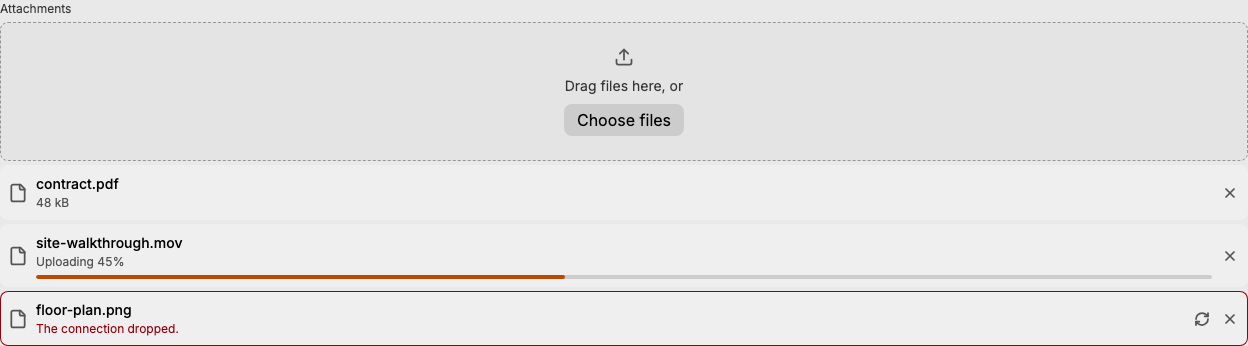 Attachments
Drag files here, or
Choose files
contract.pdf
48 kB
site-walkthrough.mov
Uploading 45%
floor-plan.png
The connection dropped.